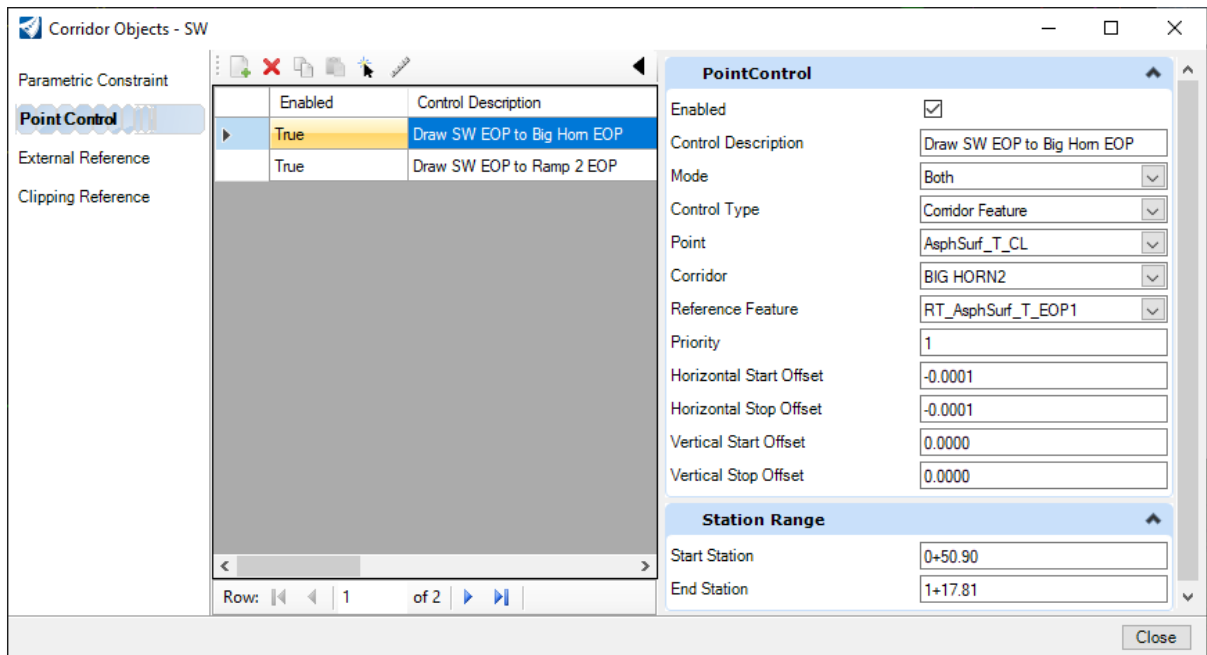 Corridor Objects - SW
Parametric Constraint
Point Control
External Reference
Clipping Reference
Enabled Control Description
True Draw SW EOP to Big Horn EOP
True Draw SW EOP to Ramp 2 EOP
Row: 1 of 2
PointControl
Enabled
Control Description Draw SW EOP to Big Horn EOP
Mode Both
Control Type Corridor Feature
Point AsphSurf_T_CL
Corridor BIG HORN2
Reference Feature RT_AsphSurf_T_EOP1
Priority 1
Horizontal Start Offset -0.0001
Horizontal Stop Offset -0.0001
Vertical Start Offset 0.0000
Vertical Stop Offset 0.0000
Station Range
Start Station 0+50.90
End Station 1+17.81
Close